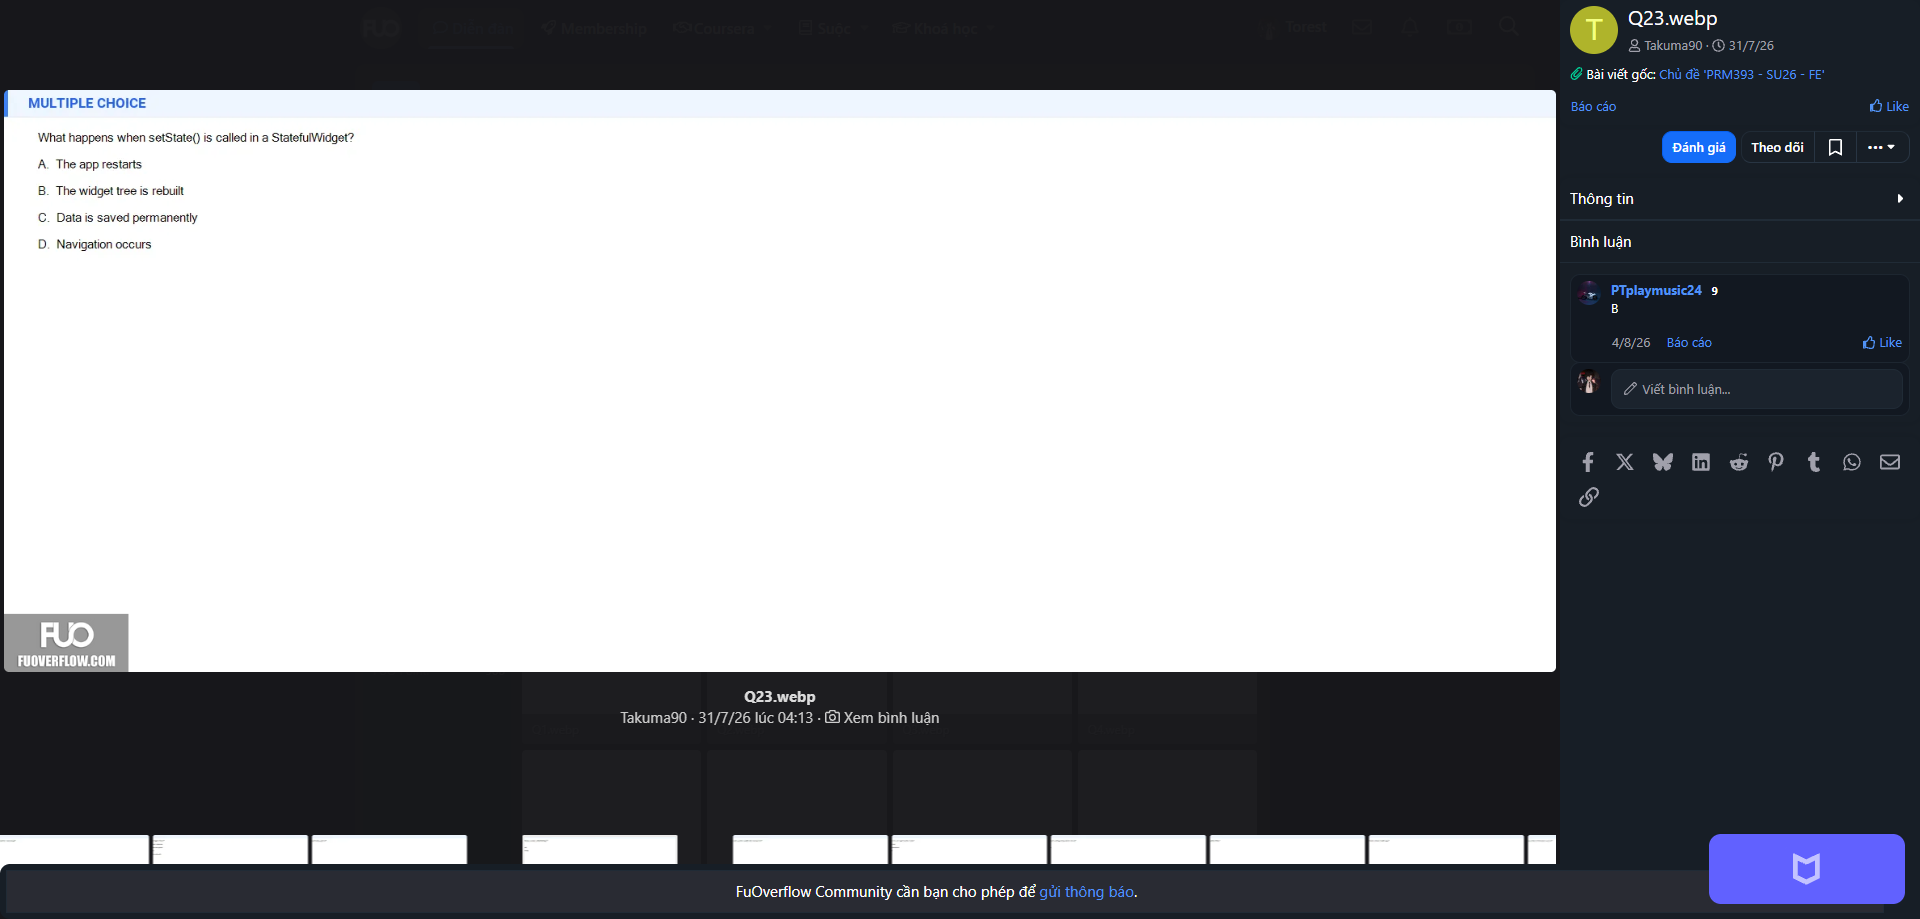 Membership
Coursera
Torest
MULTIPLE CHOICE
What happens when setState() is called in a StatefulWidget?
A. The app restarts
B. The widget tree is rebuilt
C. Data is saved permanently
D. Navigation occurs
FUO
FUOVERFLOW.COM
Q23.webp
Takuma90 · 31/7/26 lúc 04:13 · Xem bình luận
FuOverflow Community cần bạn cho phép để gửi thông báo.
T
Q23.webp
Takuma90 · 31/7/26
Bài viết gốc: Chủ đề 'PRM393 - SU26 - FE'
Báo cáo
Like
Đánh giá
Theo dõi
Thông tin
Bình luận
PTplaymusic24 9
B
4/8/26 Báo cáo
Like
Viết bình luận...